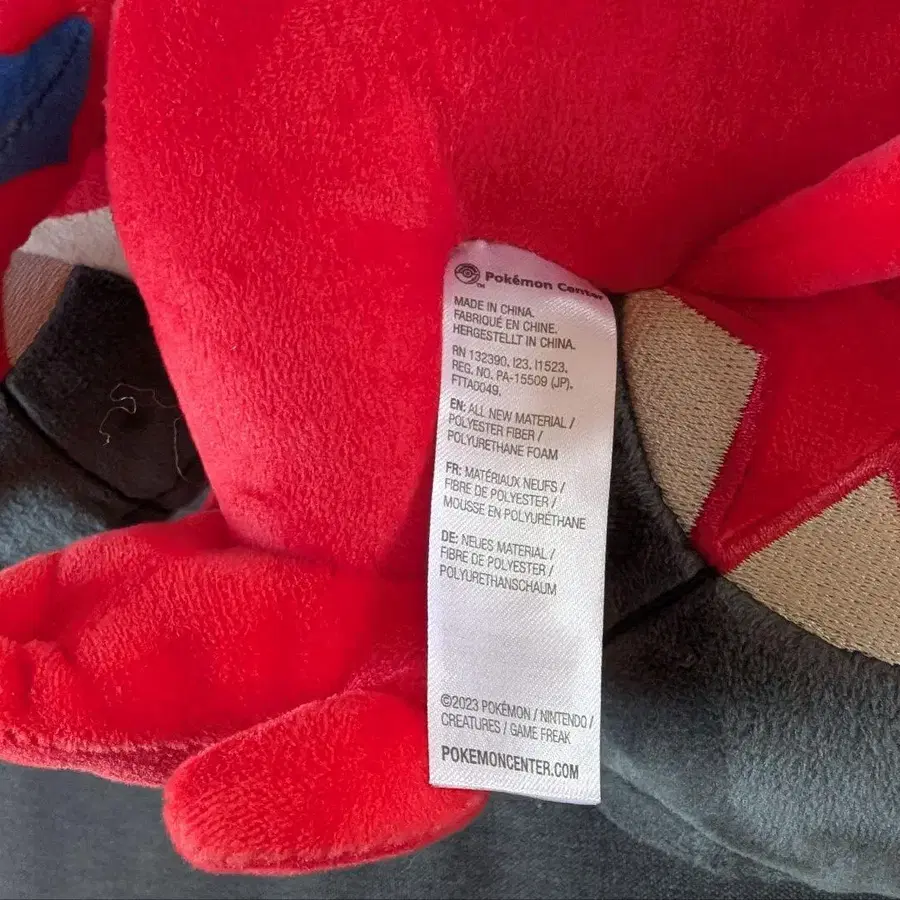 Pokémon Center
MADE IN CHINA.
FABRIQUÉ EN CHINE.
HERGESTELLT IN CHINA.
RN 132390. I23. I1523.
REG. NO. PA-15509 (JP).
FTTA0049.
EN: ALL NEW MATERIAL /
POLYESTER FIBER /
POLYURETHANE FOAM
FR: MATÉRIAUX NEUFS /
FIBRE DE POLYESTER /
MOUSSE EN POLYURÉTHANE
DE: NEUES MATERIAL /
FIBRE DE POLYESTER /
POLYURETHANSCHAUM
©2023 POKÉMON / NINTENDO /
CREATURES / GAME FREAK
POKEMONCENTER.COM